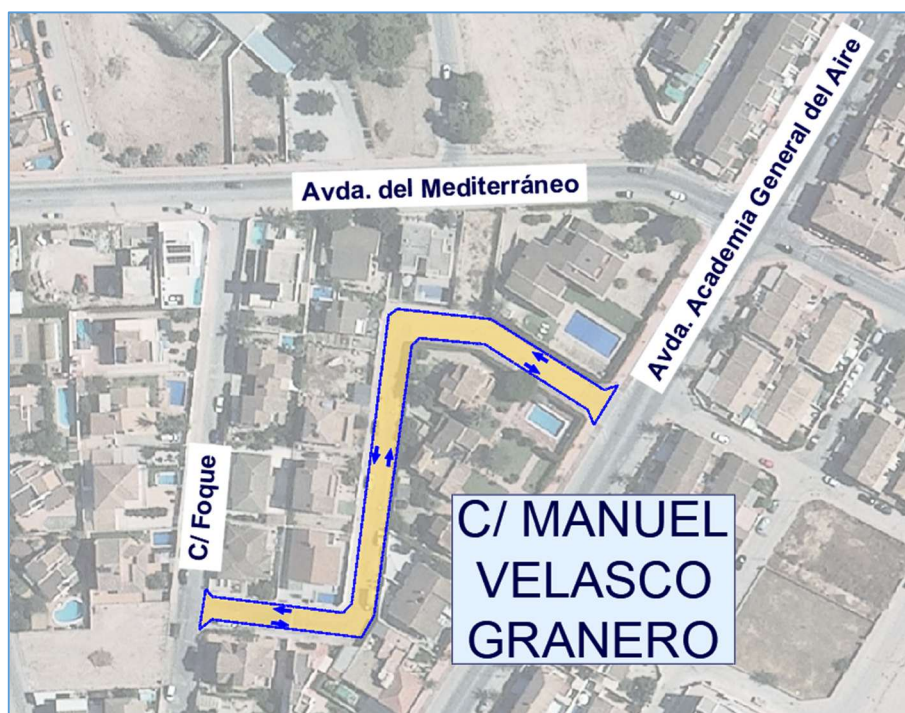 Avda. del Mediterráneo
Avda. Academia General del Aire
C/ Foque
C/ MANUEL
VELASCO
GRANERO